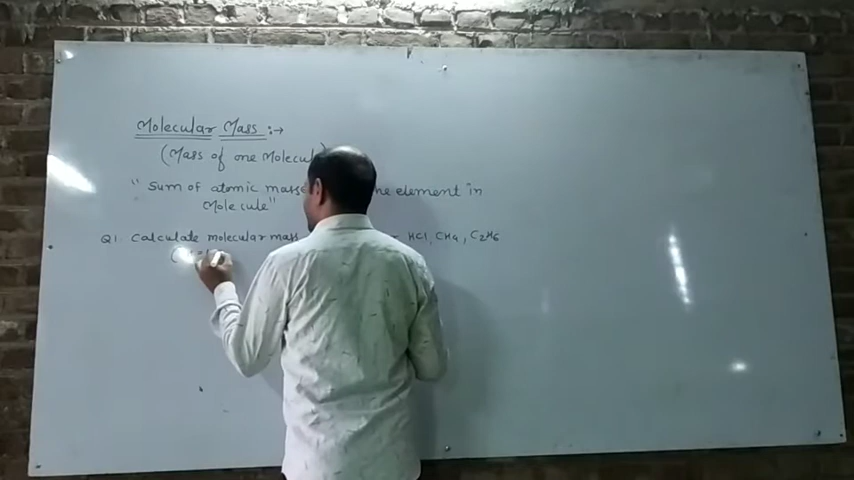 Molecular Mass :→
(Mass of one Molecul
" Sum of atomic masse ne element in
Molecule"
Q1. Calculate molecular mass - HCl, CH4, C2H6